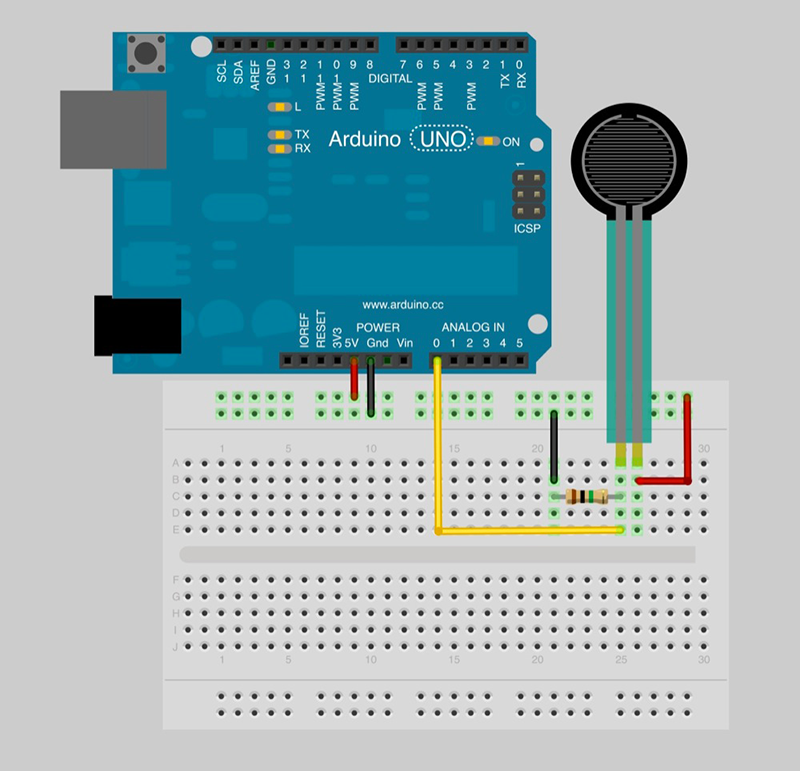 SCL SDA AREF GND 13 12 11 PWM 10 PWM 9 PWM 8 7 6 PWM 5 PWM 4 3 PWM 2 1 TX 0 RX
DIGITAL
L
TX
RX
Arduino UNO
ON
1
ICSP
www.arduino.cc
POWER
ANALOG IN
IOREF RESET 3V3 5V Gnd Vin 0 1 2 3 4 5
1 5 10 15 20 30
A
B
C
D
E
F
G
H
I
J
1 5 10 15 20 25 30